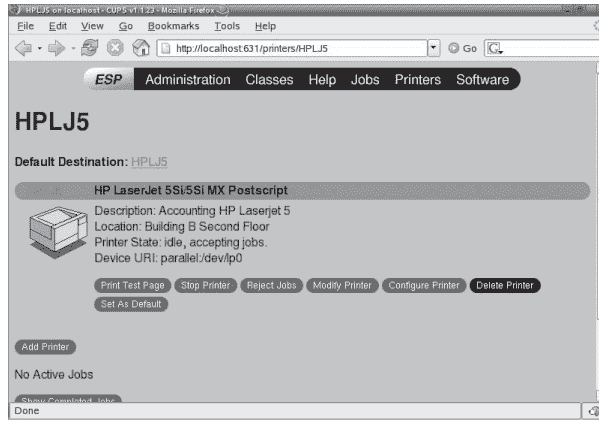 HPLJ5 on localhost - CUPS v1.1.23 - Mozilla Firefox
File Edit View Go Bookmarks Tools Help
http://localhost:631/printers/HPLJ5 Go
ESP Administration Classes Help Jobs Printers Software
HPLJ5
Default Destination: HPLJ5
HP LaserJet 5Si/5Si MX Postscript
Description: Accounting HP Laserjet 5
Location: Building B Second Floor
Printer State: idle, accepting jobs.
Device URI: parallel:/dev/lp0
Print Test Page Stop Printer Reject Jobs Modify Printer Configure Printer Delete Printer
Set As Default
Add Printer
No Active Jobs
Show Completed Jobs
Done